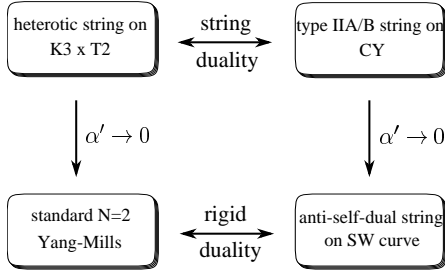 heterotic string on
K3 x T2
string
duality
type IIA/B string on
CY
α′ → 0
α′ → 0
standard N=2
Yang-Mills
rigid
duality
anti-self-dual string
on SW curve